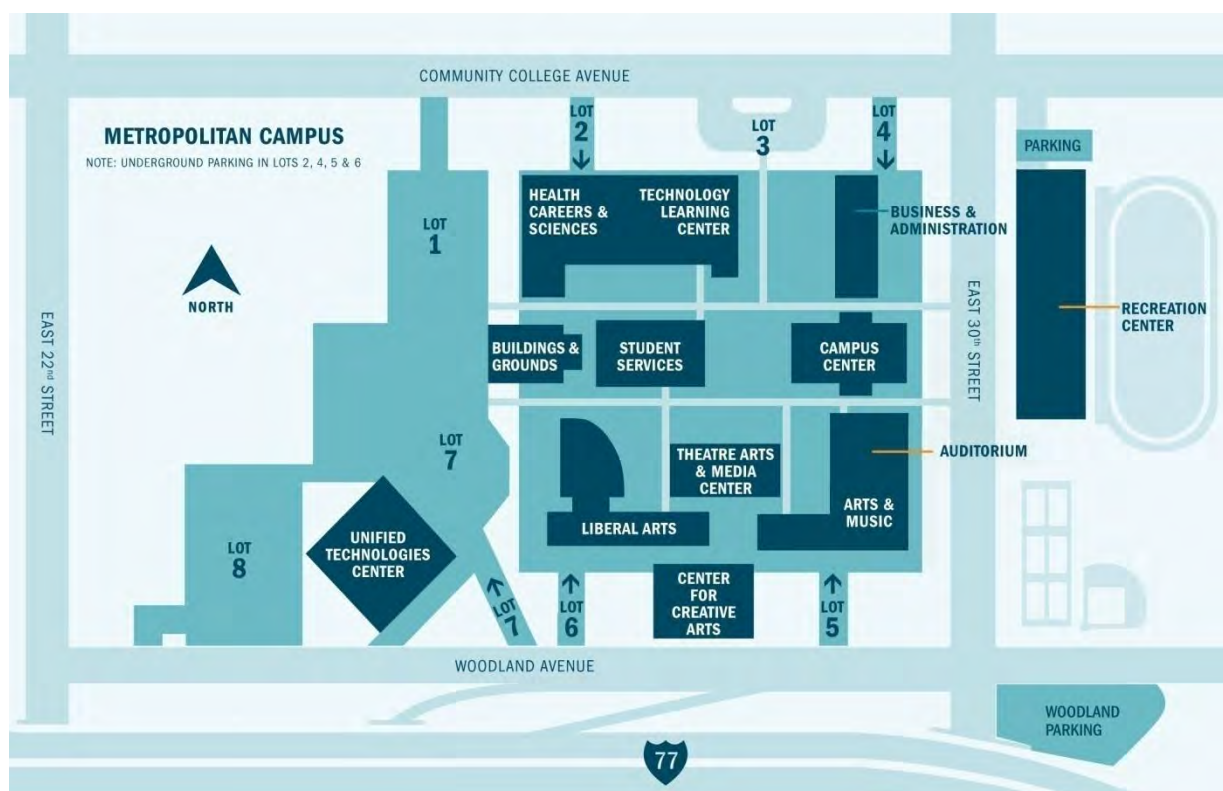 COMMUNITY COLLEGE AVENUE
METROPOLITAN CAMPUS
NOTE: UNDERGROUND PARKING IN LOTS 2, 4, 5 & 6
LOT
2
LOT
3
LOT
4
PARKING
HEALTH
CAREERS &
SCIENCES
TECHNOLOGY
LEARNING
CENTER
BUSINESS &
ADMINISTRATION
LOT
1
NORTH
EAST 22nd STREET
EAST 30th STREET
RECREATION
CENTER
BUILDINGS &
GROUNDS
STUDENT
SERVICES
CAMPUS
CENTER
LOT
7
THEATRE ARTS
& MEDIA
CENTER
AUDITORIUM
ARTS &
MUSIC
LIBERAL ARTS
UNIFIED
TECHNOLOGIES
CENTER
LOT
8
LOT
7
LOT
6
CENTER
FOR
CREATIVE
ARTS
LOT
5
WOODLAND AVENUE
WOODLAND
PARKING
77